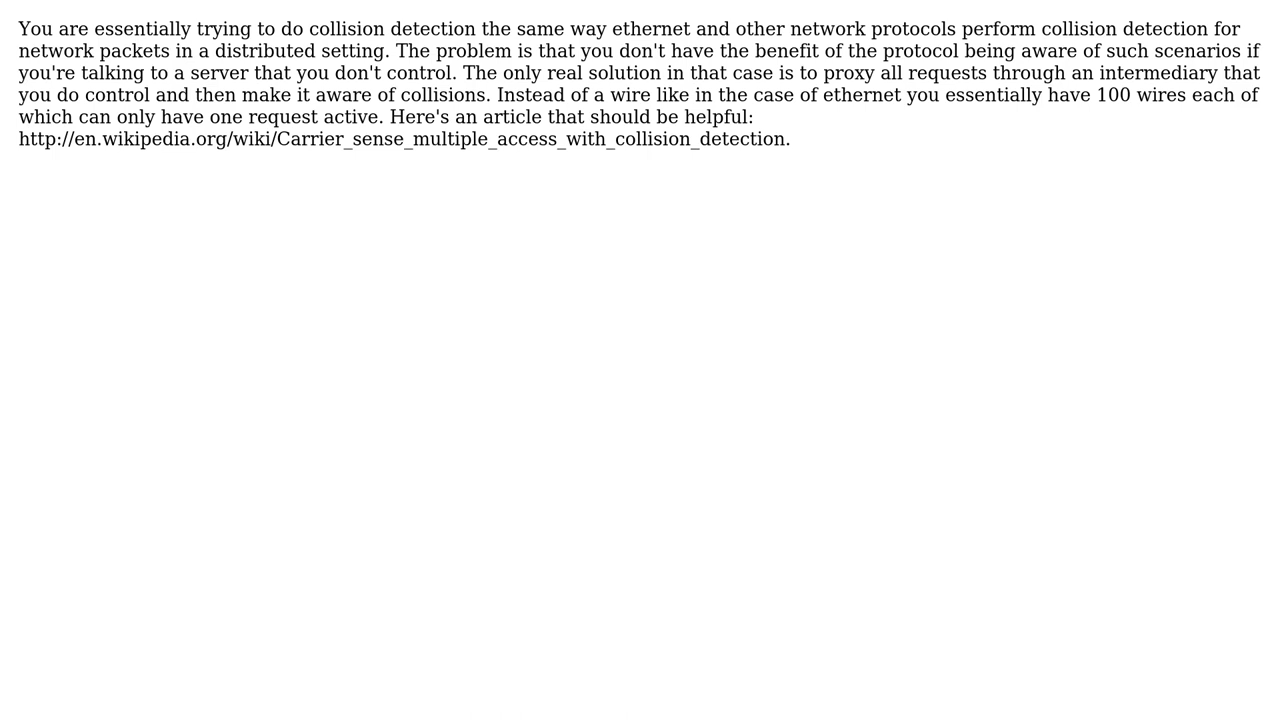 You are essentially trying to do collision detection the same way ethernet and other network protocols perform collision detection for
network packets in a distributed setting. The problem is that you don't have the benefit of the protocol being aware of such scenarios if
you're talking to a server that you don't control. The only real solution in that case is to proxy all requests through an intermediary that
you do control and then make it aware of collisions. Instead of a wire like in the case of ethernet you essentially have 100 wires each of
which can only have one request active. Here's an article that should be helpful:
http://en.wikipedia.org/wiki/Carrier_sense_multiple_access_with_collision_detection.